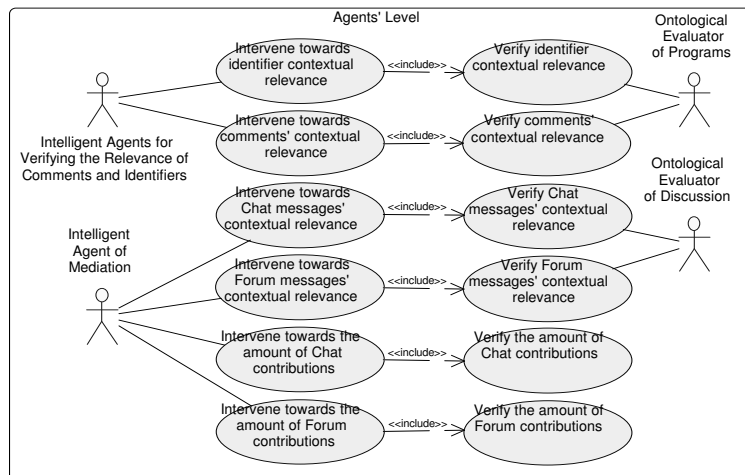 Agents' Level
Ontological
Evaluator
of Programs
Intervene towards
identifier contextual
relevance
<<include>>
Verify identifier
contextual relevance
Intervene towards
comments' contextual
relevance
<<include>>
Verify comments'
contextual relevance
Intelligent Agents for
Verifying the Relevance of
Comments and Identifiers
Ontological
Evaluator
of Discussion
Intervene towards
Chat messages'
contextual relevance
<<include>>
Verify Chat
messages' contextual
relevance
Intelligent
Agent of
Mediation
Intervene towards
Forum messages'
contextual relevance
<<include>>
Verify Forum
messages' contextual
relevance
Intervene towards the
amount of Chat
contributions
<<include>>
Verify the amount of
Chat contributions
Intervene towards the
amount of Forum
contributions
<<include>>
Verify the amount of
Forum contributions